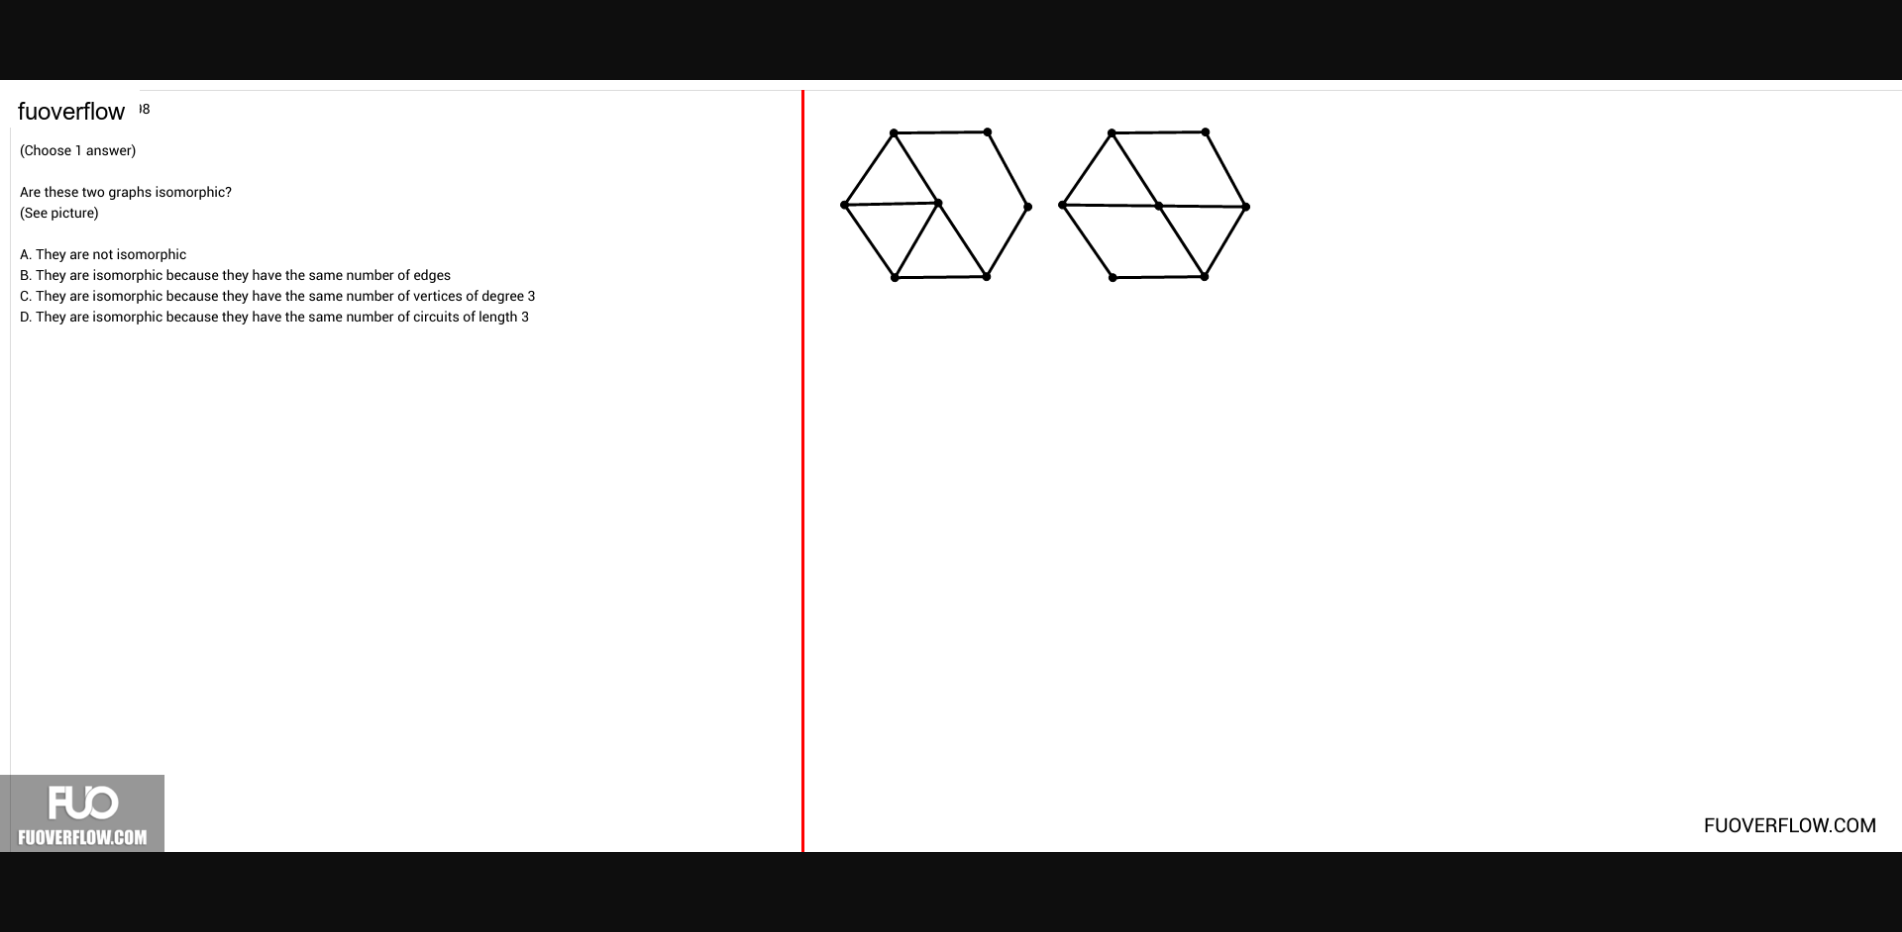 fuoverflow
(Choose 1 answer)
Are these two graphs isomorphic?
(See picture)
A. They are not isomorphic
B. They are isomorphic because they have the same number of edges
C. They are isomorphic because they have the same number of vertices of degree 3
D. They are isomorphic because they have the same number of circuits of length 3
FUO
FUOVERFLOW.COM
FUOVERFLOW.COM